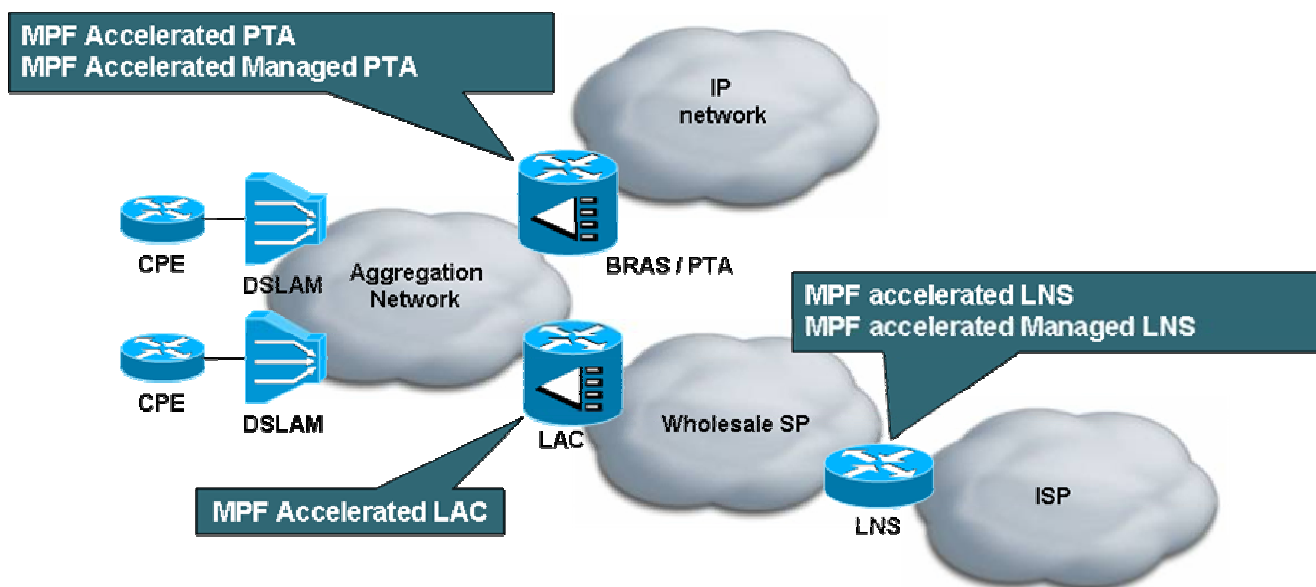 MPF Accelerated PTA
MPF Accelerated Managed PTA
IP
network
CPE
DSLAM
Aggregation
Network
BRAS / PTA
MPF accelerated LNS
MPF accelerated Managed LNS
CPE
DSLAM
LAC
Wholesale SP
MPF Accelerated LAC
LNS
ISP